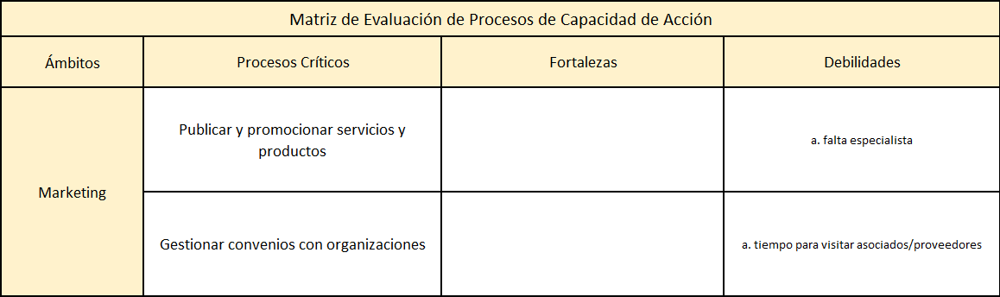 Matriz de Evaluación de Procesos de Capacidad de Acción
Ámbitos
Procesos Críticos
Fortalezas
Debilidades
Marketing
Publicar y promocionar servicios y
productos
a. falta especialista
Gestionar convenios con organizaciones
a. tiempo para visitar asociados/proveedores